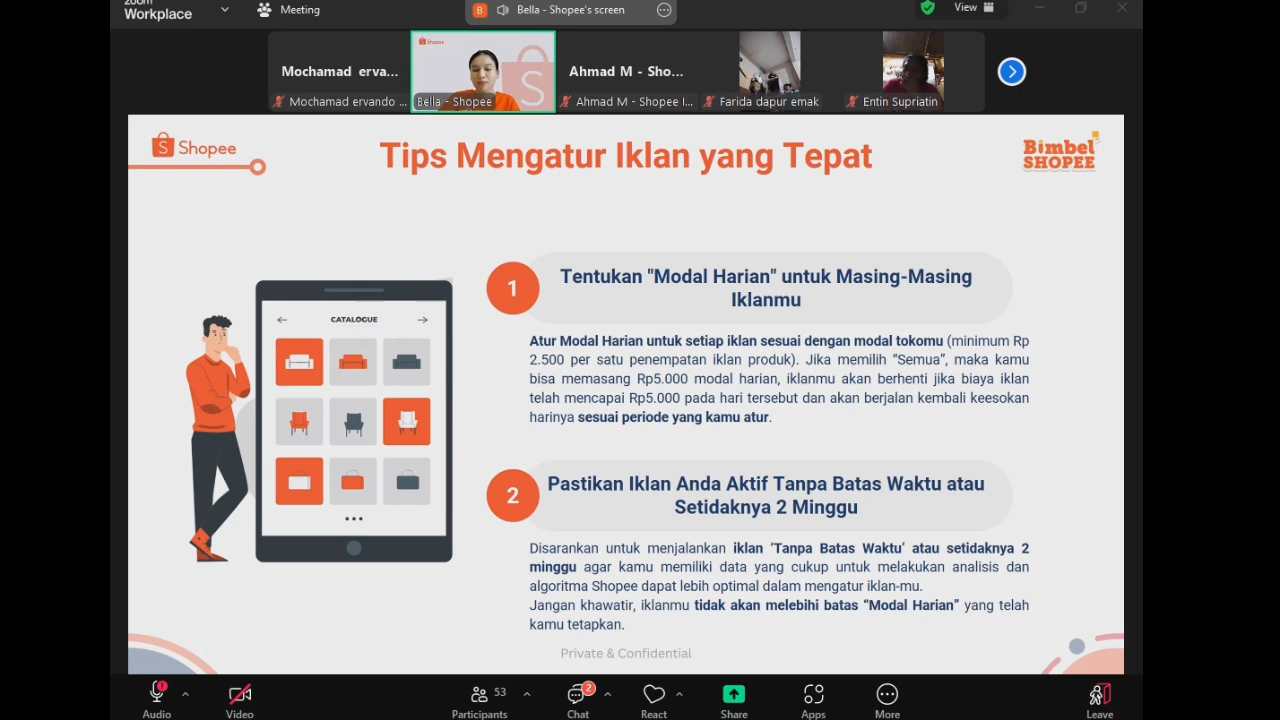 zoom
Workplace
Meeting
B
Bella - Shopee's screen
View
Mochamad erva...
Mochamad ervando ...
Shopee
S
Bella - Shopee
Ahmad M - Sho...
Ahmad M - Shopee I...
Farida dapur emak
Entin Supriatin
S Shopee
Tips Mengatur Iklan yang Tepat
Bimbel
SHOPEE
CATALOGUE
1
Tentukan "Modal Harian" untuk Masing-Masing
Iklanmu
Atur Modal Harian untuk setiap iklan sesuai dengan modal tokomu (minimum Rp
2.500 per satu penempatan iklan produk). Jika memilih “Semua”, maka kamu
bisa memasang Rp5.000 modal harian, iklanmu akan berhenti jika biaya iklan
telah mencapai Rp5.000 pada hari tersebut dan akan berjalan kembali keesokan
harinya sesuai periode yang kamu atur.
2
Pastikan Iklan Anda Aktif Tanpa Batas Waktu atau
Setidaknya 2 Minggu
Disarankan untuk menjalankan iklan ‘Tanpa Batas Waktu’ atau setidaknya 2
minggu agar kamu memiliki data yang cukup untuk melakukan analisis dan
algoritma Shopee dapat lebih optimal dalam mengatur iklan-mu.
Jangan khawatir, iklanmu tidak akan melebihi batas “Modal Harian” yang telah
kamu tetapkan.
Private & Confidential
Audio
Video
53
Participants
2
Chat
React
Share
Apps
More
Leave